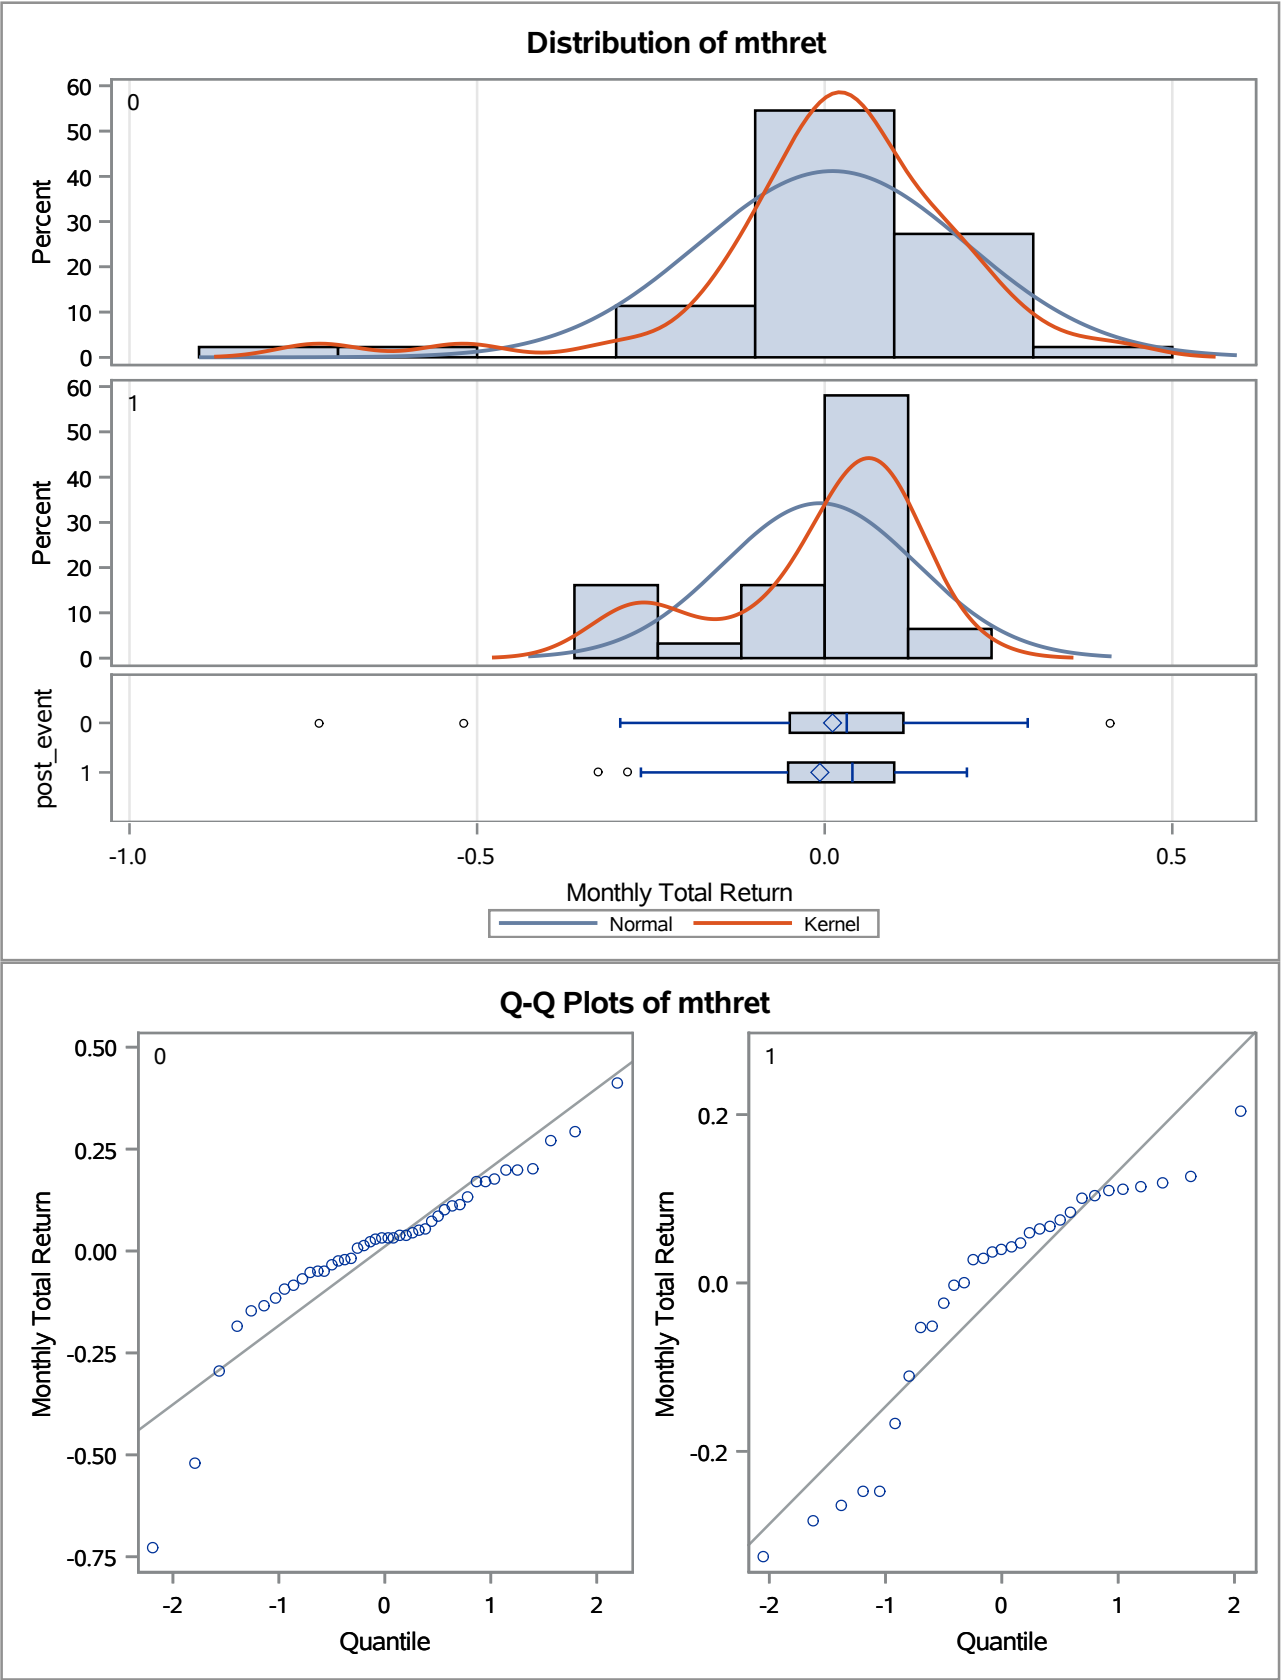 Distribution of mthret
0
60
50
40
30
20
10
0
Percent
1
60
50
40
30
20
10
0
Percent
post_event
0
1
-1.0 -0.5 0.0 0.5
Monthly Total Return
Normal Kernel
Q-Q Plots of mthret
0
0.50
0.25
0.00
-0.25
-0.50
-0.75
Monthly Total Return
-2 -1 0 1 2
Quantile
1
0.2
0.0
-0.2
Monthly Total Return
-2 -1 0 1 2
Quantile